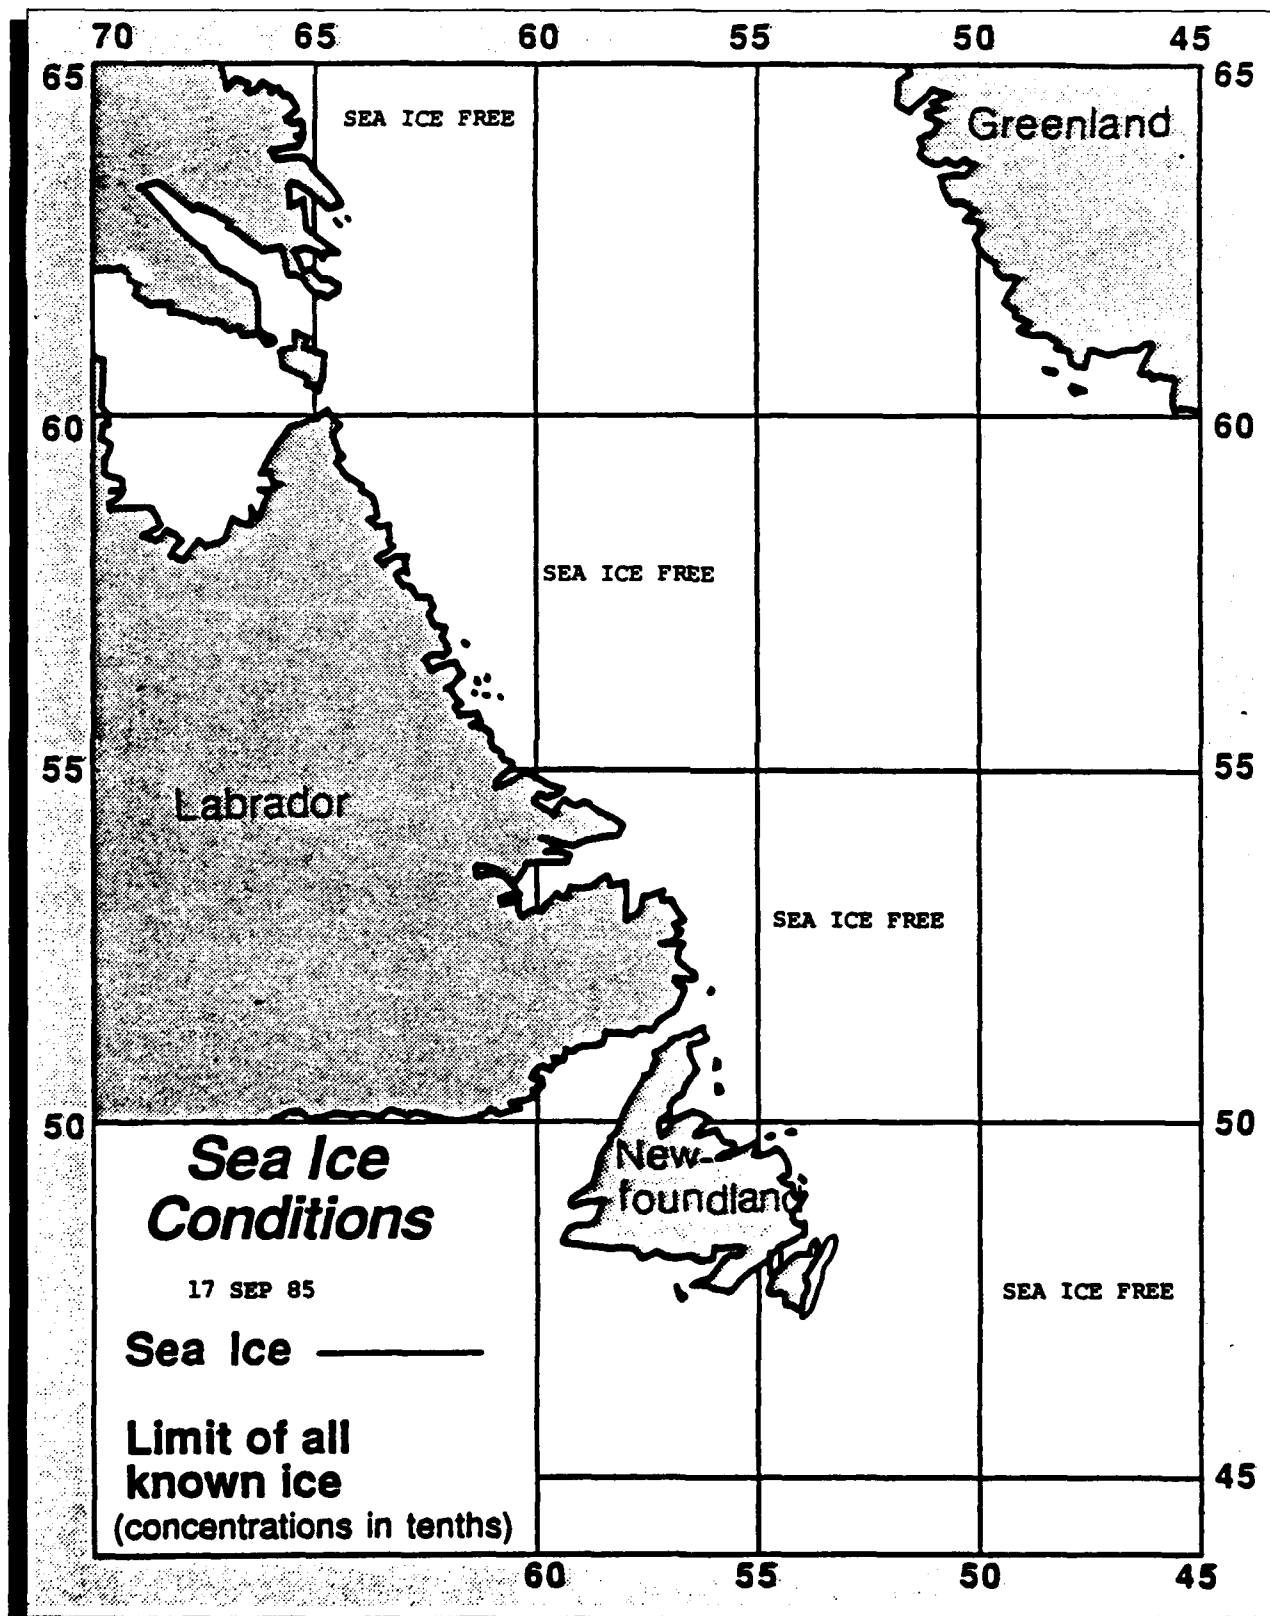 70 65 60 55 50 45
65 65
SEA ICE FREE
Greenland
60 60
SEA ICE FREE
55 55
Labrador
SEA ICE FREE
50 50
Sea Ice
Conditions
New-
foundland
17 SEP 85
SEA ICE FREE
Sea Ice
Limit of all
known ice
45
(concentrations in tenths)
60 55 50 45